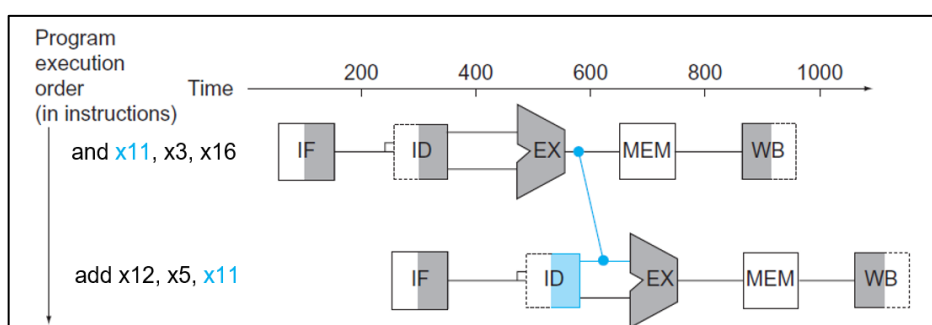 Program
execution
order
(in instructions)
Time
200 400 600 800 1000
and x11, x3, x16
IF ID EX MEM WB
add x12, x5, x11
IF ID EX MEM WB